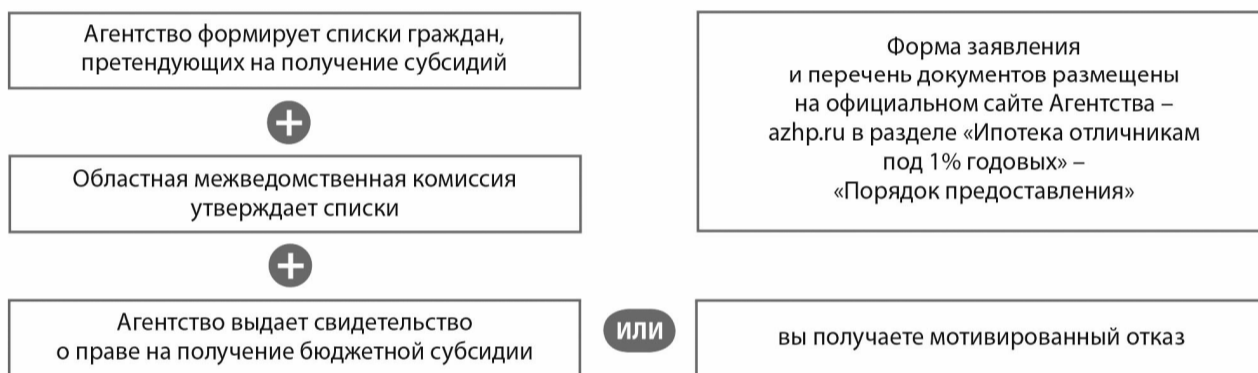 Агентство формирует списки граждан,
претендующих на получение субсидий
+
Областная межведомственная комиссия
утверждает списки
+
Агентство выдает свидетельство
о праве на получение бюджетной субсидии
ИЛИ
вы получаете мотивированный отказ
Форма заявления
и перечень документов размещены
на официальном сайте Агентства –
azhp.ru в разделе «Ипотека отличникам
под 1% годовых» –
«Порядок предоставления»